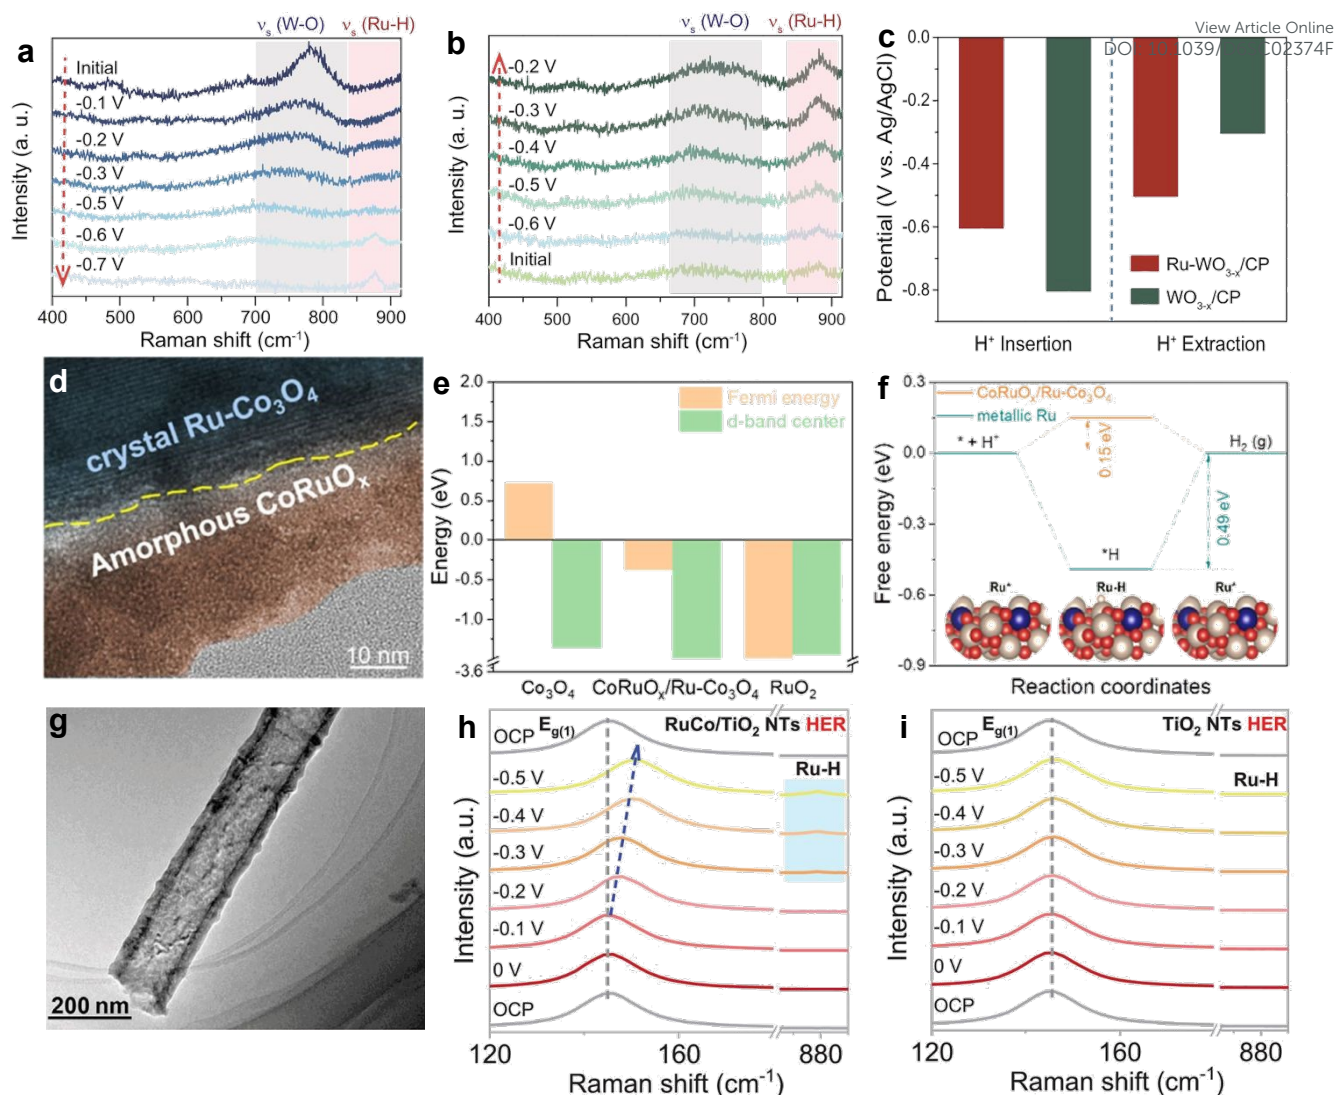 View Article Online
a
νs (W-O)
νs (Ru-H)
Initial
-0.1 V
-0.2 V
-0.3 V
-0.5 V
-0.6 V
-0.7 V
Intensity (a. u.)
400 500 600 700 800 900
Raman shift (cm⁻¹)
b
νs (W-O)
νs (Ru-H)
-0.2 V
-0.3 V
-0.4 V
-0.5 V
-0.6 V
Initial
Intensity (a. u.)
400 500 600 700 800 900
Raman shift (cm⁻¹)
c
0.0
-0.2
-0.4
-0.6
-0.8
Potential (V vs. Ag/AgCl)
Ru-WO3-x/CP
WO3-x/CP
H⁺ Insertion
H⁺ Extraction
d
crystal Ru-Co₃O₄
Amorphous CoRuOₓ
10 nm
e
2.0
1.5
1.0
0.5
0.0
-0.5
-1.0
-3.6
Energy (eV)
Fermi energy
d-band center
Co₃O₄
CoRuOₓ/Ru-Co₃O₄
RuO₂
f
0.3
0.0
-0.3
-0.6
-0.9
Free energy (eV)
CoRuOₓ/Ru-Co₃O₄
metallic Ru
* + H⁺
0.15 eV
H₂ (g)
0.49 eV
*H
Ru*
Ru-H
Ru*
Reaction coordinates
g
200 nm
h
OCP
Eg(1)
RuCo/TiO₂ NTs HER
Ru-H
-0.5 V
-0.4 V
-0.3 V
-0.2 V
-0.1 V
0 V
OCP
Intensity (a.u.)
120 160 880
Raman shift (cm⁻¹)
i
OCP
Eg(1)
TiO₂ NTs HER
Ru-H
-0.5 V
-0.4 V
-0.3 V
-0.2 V
-0.1 V
0 V
OCP
Intensity (a.u.)
120 160 880
Raman shift (cm⁻¹)